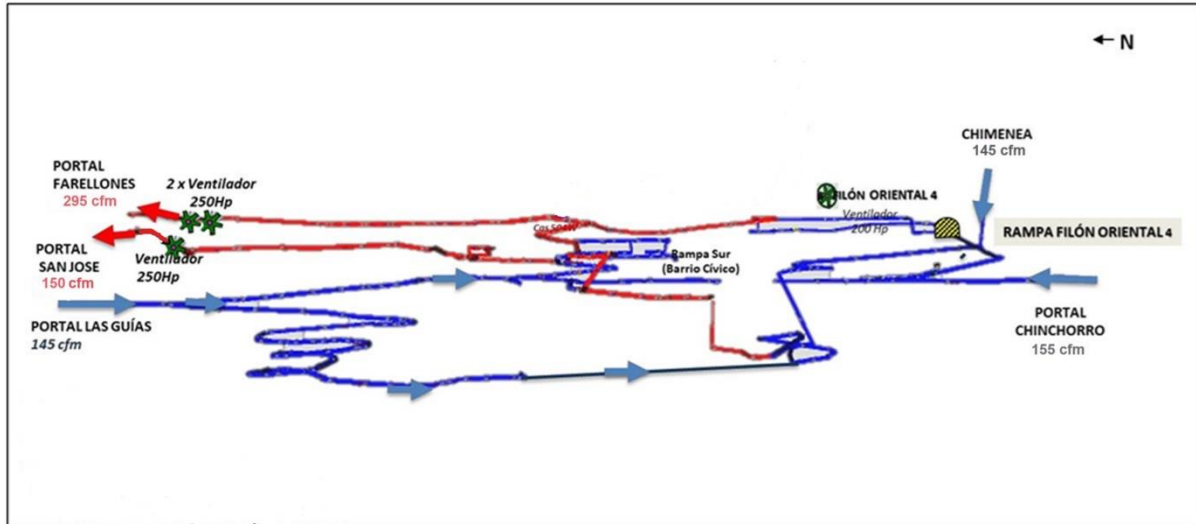 N
CHIMENEA
145 cfm
PORTAL
FARELLONES
295 cfm
2 x Ventilador
250Hp
FILÓN ORIENTAL 4
Ventilador
200 Hp
RAMPA FILÓN ORIENTAL 4
PORTAL
SAN JOSE
150 cfm
Ventilador
250Hp
Rampa Sur
(Barrio Cívico)
PORTAL LAS GUÍAS
145 cfm
PORTAL
CHINCHORRO
155 cfm